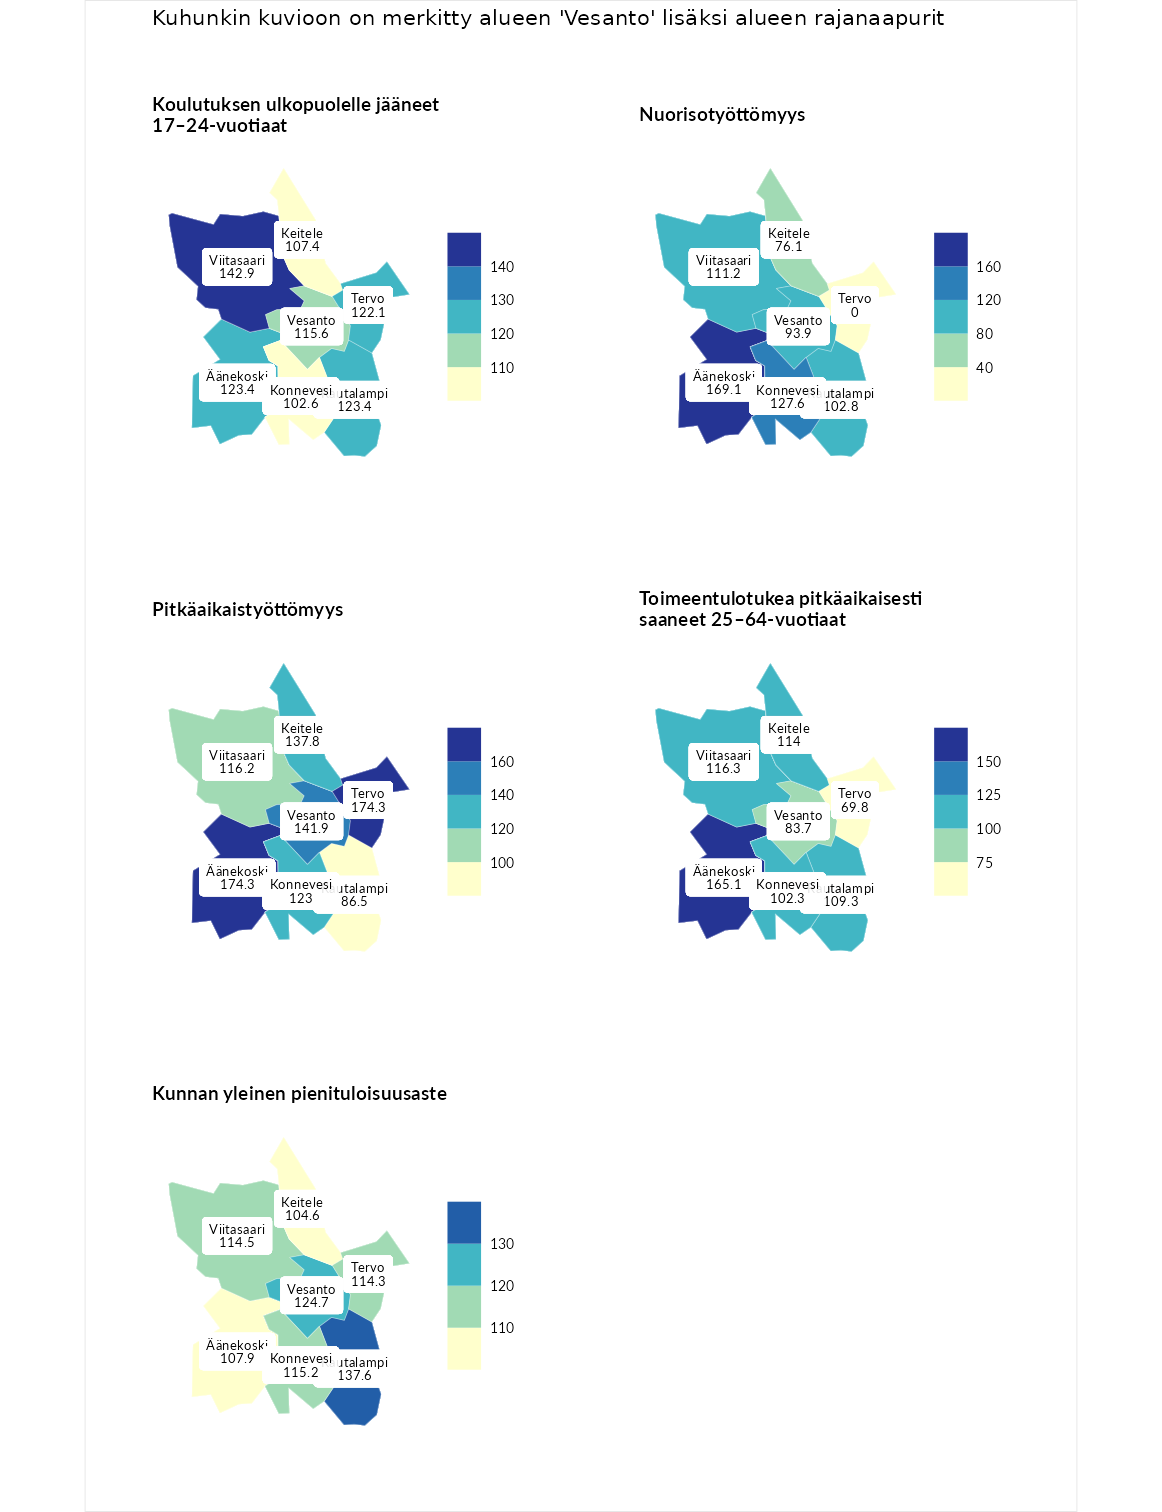 Kuhunkin kuvioon on merkitty alueen 'Vesanto' lisäksi alueen rajanaapurit
Koulutuksen ulkopuolelle jääneet
17–24-vuotiaat
Keitele
107.4
Viitasaari
142.9
Tervo
122.1
Vesanto
115.6
Äänekoski
123.4
Konnevesi
102.6
123.4
140
130
120
110
Nuorisotyöttömyys
Keitele
76.1
Viitasaari
111.2
Tervo
0
Vesanto
93.9
Äänekoski
169.1
Konnevesi
127.6
102.8
160
120
80
40
Pitkäaikaistyöttömyys
Keitele
137.8
Viitasaari
116.2
Tervo
174.3
Vesanto
141.9
Äänekoski
174.3
Konnevesi
123
86.5
160
140
120
100
Toimeentulotukea pitkäaikaisesti
saaneet 25–64-vuotiaat
Keitele
114
Viitasaari
116.3
Tervo
69.8
Vesanto
83.7
Äänekoski
165.1
Konnevesi
102.3
109.3
150
125
100
75
Kunnan yleinen pienituloisuusaste
Keitele
104.6
Viitasaari
114.5
Tervo
114.3
Vesanto
124.7
Äänekoski
107.9
Konnevesi
115.2
137.6
130
120
110